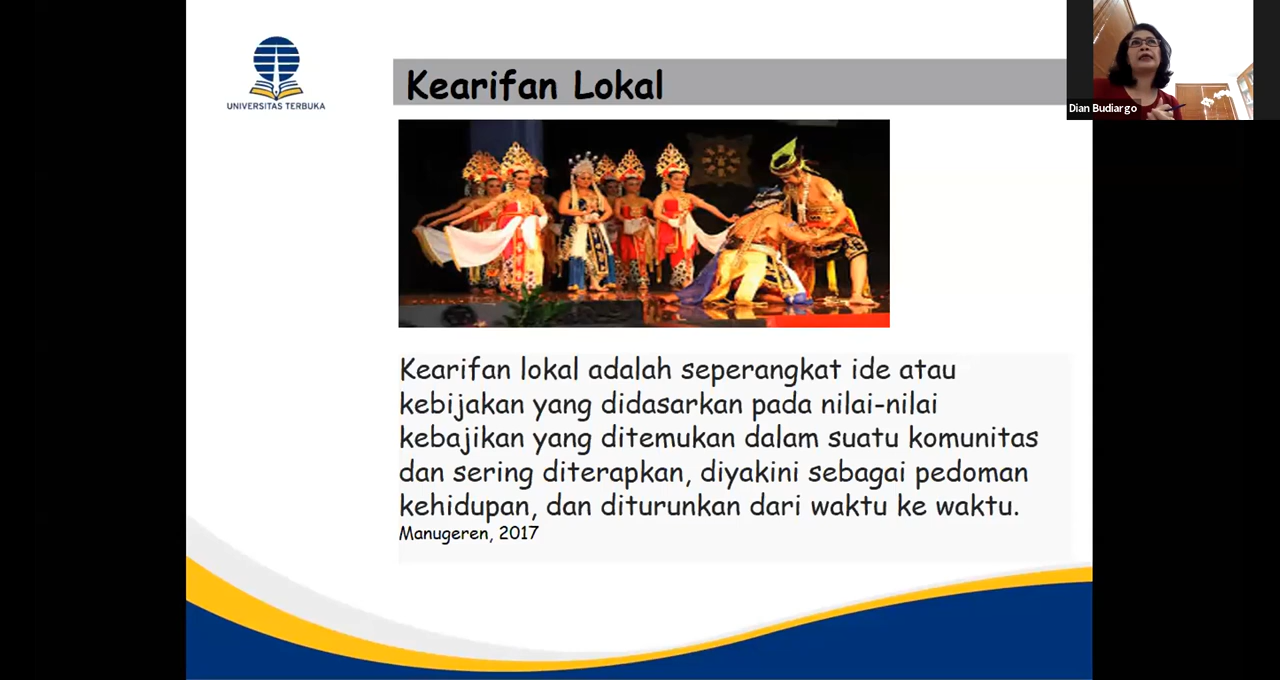 UNIVERSITAS TERBUKA
Kearifan Lokal
Dian Budiargo
Kearifan lokal adalah seperangkat ide atau
kebijakan yang didasarkan pada nilai-nilai
kebajikan yang ditemukan dalam suatu komunitas
dan sering diterapkan, diyakini sebagai pedoman
kehidupan, dan diturunkan dari waktu ke waktu.
Manugeren, 2017